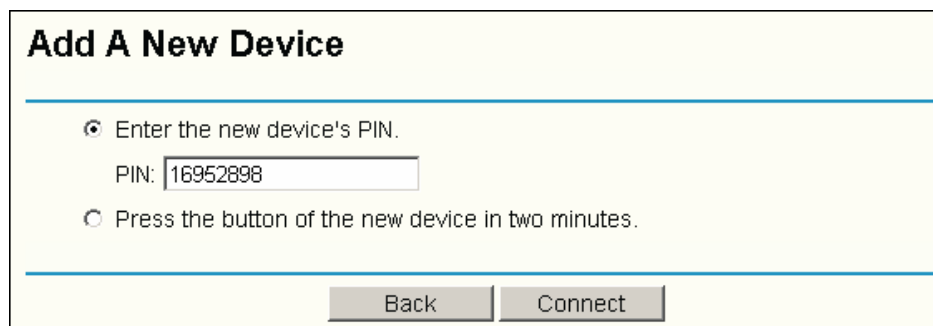 Add A New Device
Enter the new device's PIN.
PIN: 16952898
Press the button of the new device in two minutes.
Back Connect